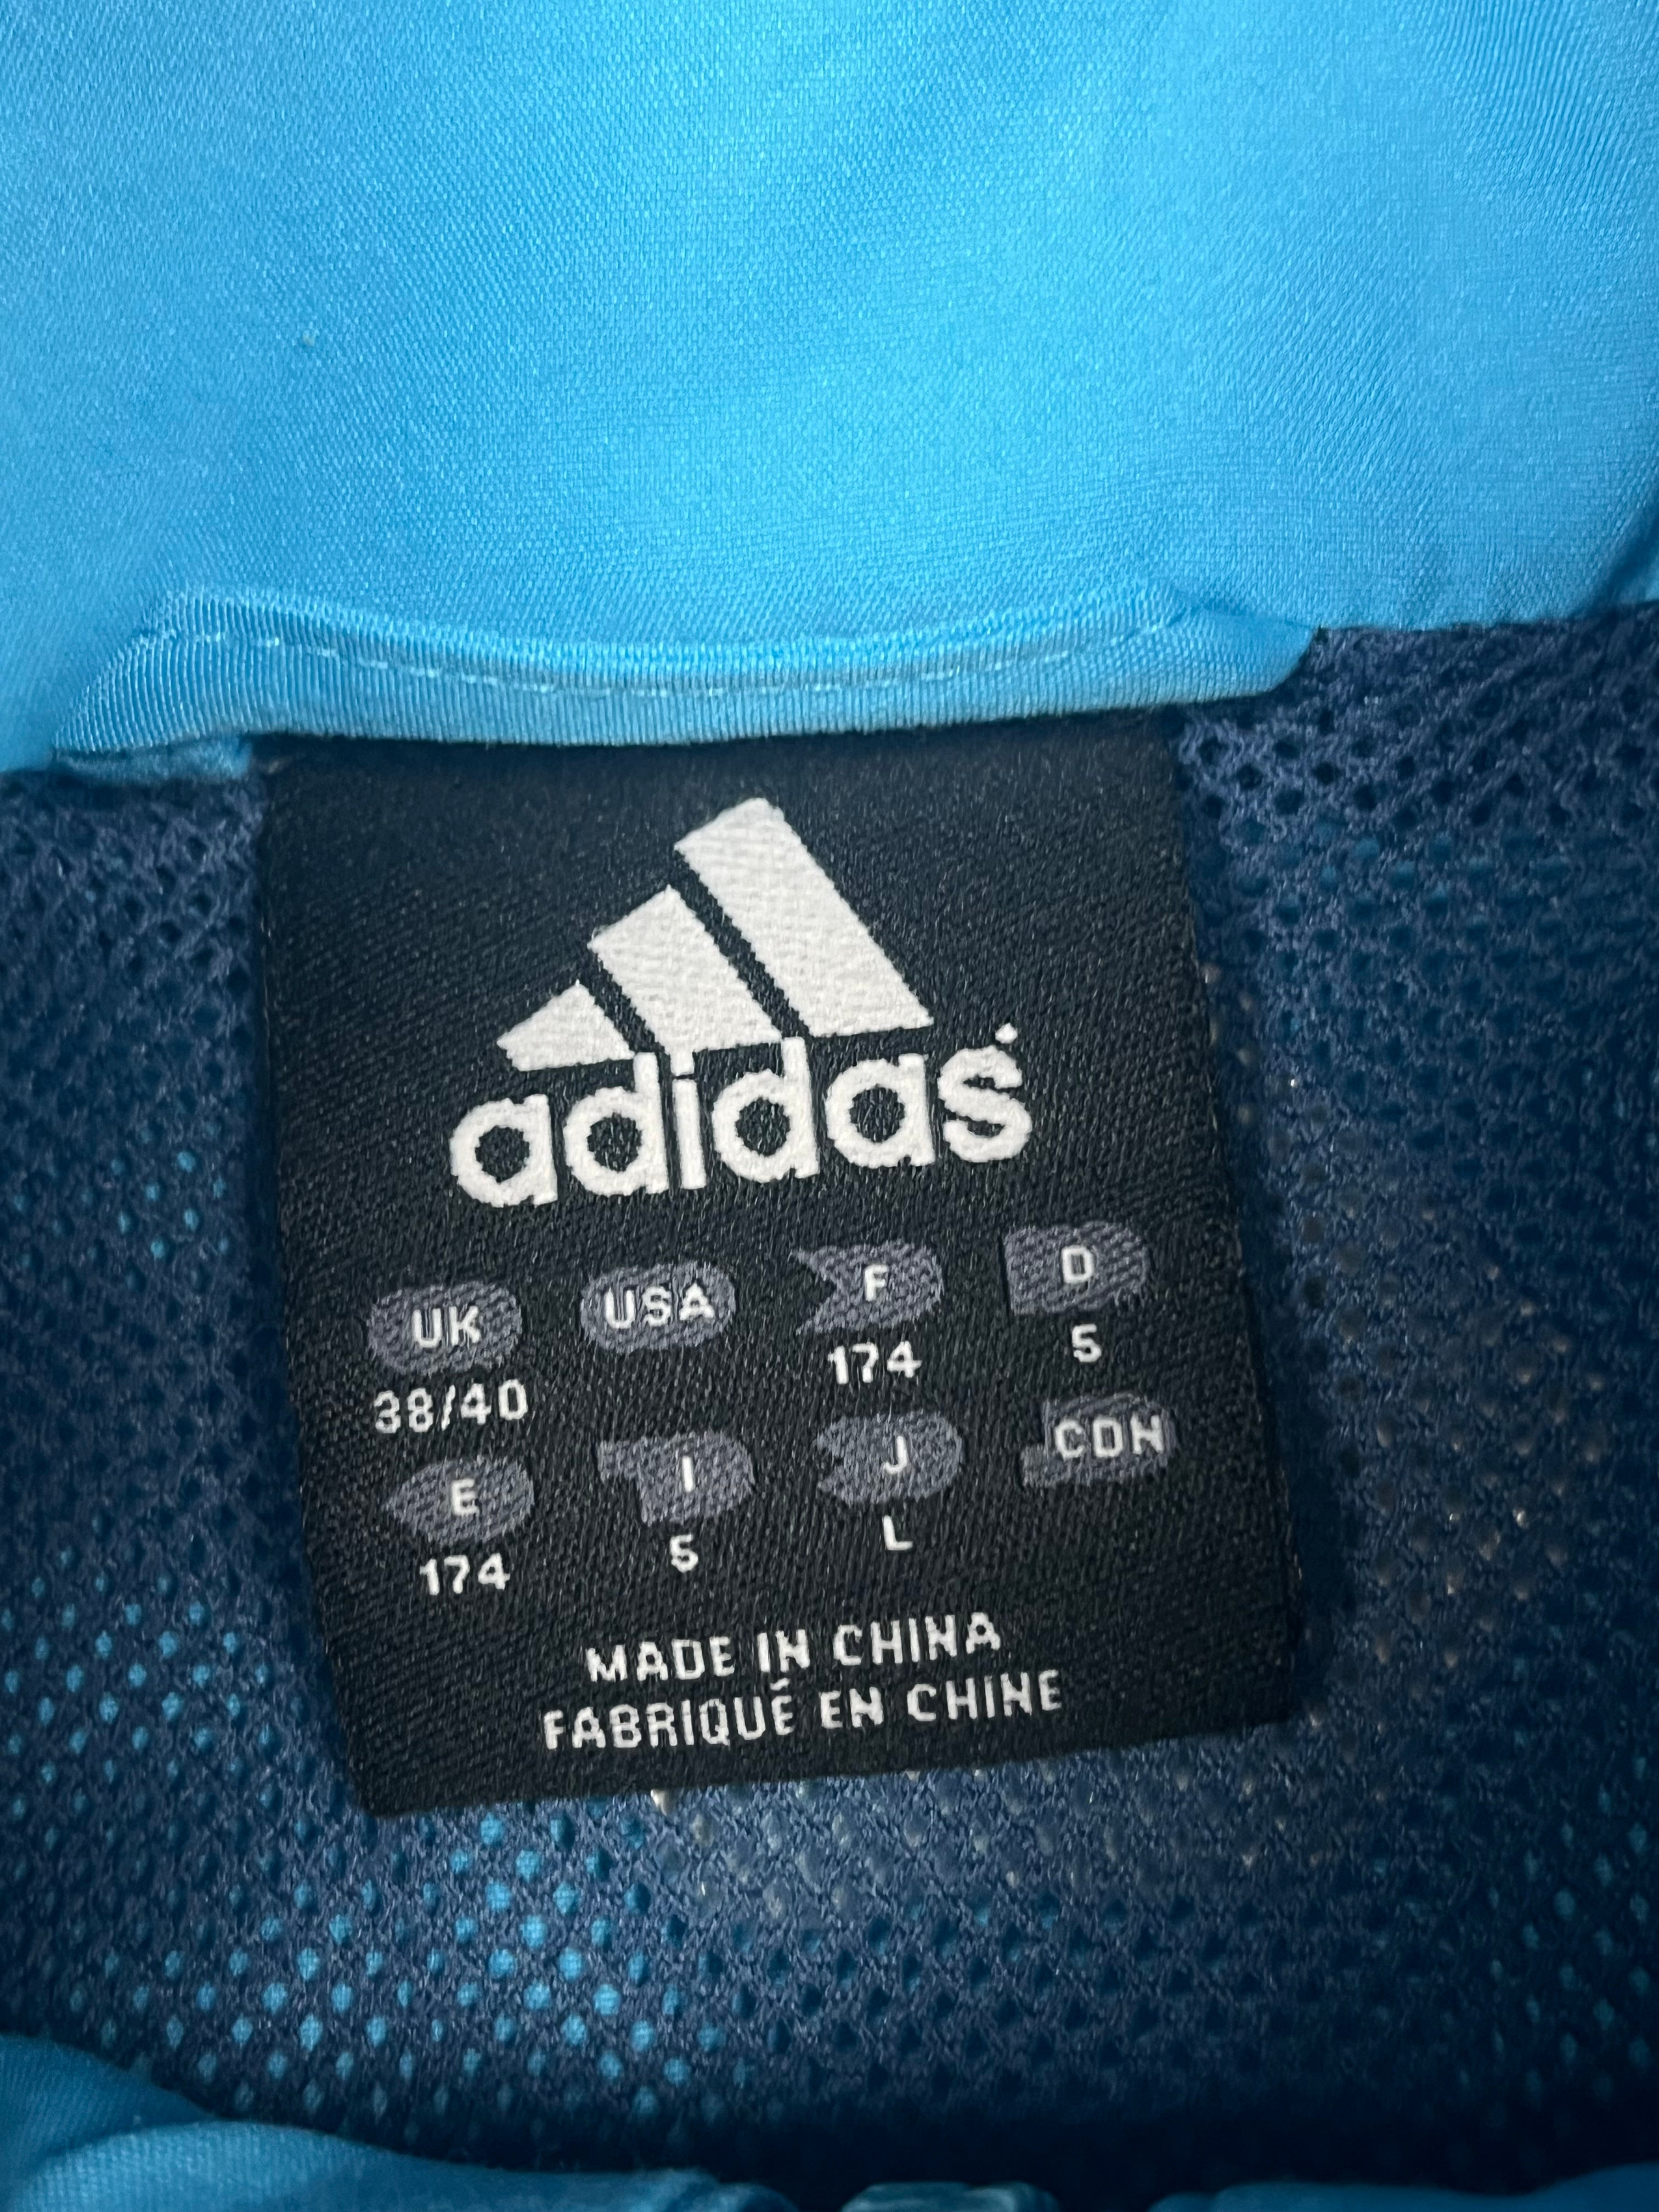 adidas
UK USA F D
38/40 174 5
E I J CDN
174 5 L
MADE IN CHINA
FABRIQUÉ EN CHINE